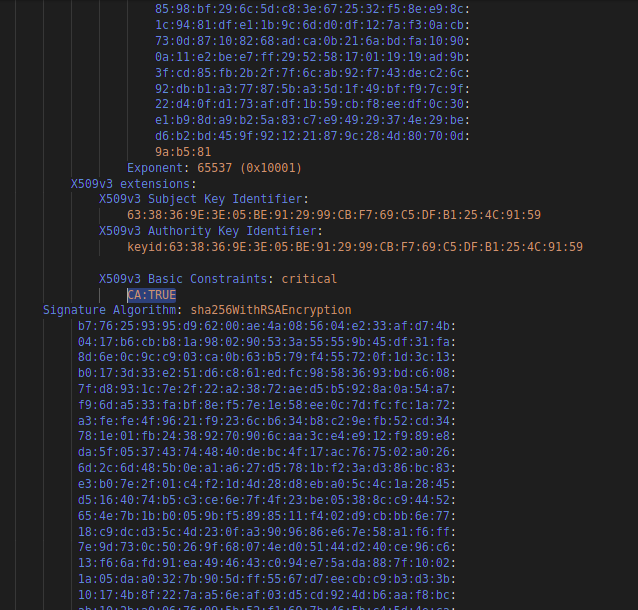 85:98:bf:29:6c:5d:c8:3e:67:25:32:f5:8e:e9:8c:
1c:94:81:df:e1:1b:9c:6d:d0:df:12:7a:f3:0a:cb:
73:0d:87:10:82:68:ad:ca:0b:21:6a:bd:fa:10:90:
0a:11:e2:be:e7:ff:29:52:58:17:01:19:19:ad:9b:
3f:cd:85:fb:2b:2f:7f:6c:ab:92:f7:43:de:c2:6c:
92:db:b1:a3:77:87:5b:a3:5d:1f:49:bf:f9:7c:9f:
22:d4:0f:d1:73:af:df:1b:59:cb:f8:ee:df:0c:30:
e1:b9:8d:a9:b2:5a:83:c7:e9:49:29:37:4e:29:be:
d6:b2:bd:45:9f:92:12:21:87:9c:28:4d:80:70:0d:
9a:b5:81
Exponent: 65537 (0x10001)
X509v3 extensions:
X509v3 Subject Key Identifier:
63:38:36:9E:3E:05:BE:91:29:99:CB:F7:69:C5:DF:B1:25:4C:91:59
X509v3 Authority Key Identifier:
keyid:63:38:36:9E:3E:05:BE:91:29:99:CB:F7:69:C5:DF:B1:25:4C:91:59
X509v3 Basic Constraints: critical
CA:TRUE
Signature Algorithm: sha256WithRSAEncryption
b7:76:25:93:95:d9:62:00:ae:4a:08:56:04:e2:33:af:d7:4b:
04:17:b6:cb:b8:1a:98:02:90:53:3a:55:55:9b:45:df:31:fa:
8d:6e:0c:9c:c9:03:ca:0b:63:b5:79:f4:55:72:0f:1d:3c:13:
b0:17:3d:33:e2:51:d6:c8:61:ed:fc:98:58:36:93:bd:c6:08:
7f:d8:93:1c:7e:2f:22:a2:38:72:ae:d5:b5:92:8a:0a:54:a7:
f9:6d:a5:33:fa:bf:8e:f5:7e:1e:58:ee:0c:7d:fc:fc:1a:72:
a3:fe:fe:4f:96:21:f9:23:6c:b6:34:b8:c2:9e:fb:52:cd:34:
78:1e:01:fb:24:38:92:70:90:6c:aa:3c:e4:e9:12:f9:89:e8:
da:5f:05:37:43:74:48:40:de:bc:4f:17:ac:76:75:02:a0:26:
6d:2c:6d:48:5b:0e:a1:a6:27:d5:78:1b:f2:3a:d3:86:bc:83:
e3:b0:7e:2f:01:c4:f2:1d:4d:28:d8:eb:a0:5c:4c:1a:28:45:
d5:16:40:74:b5:c3:ce:6e:7f:4f:23:be:05:38:8c:c9:44:52:
65:4e:7b:1b:b0:05:9b:f5:89:85:11:f4:02:d9:cb:bb:6e:77:
18:c9:dc:d3:5c:4d:23:0f:a3:90:96:86:e6:7e:58:a1:f6:ff:
7e:9d:73:0c:50:26:9f:68:07:4e:d0:51:44:d2:40:ce:96:c6:
13:f6:6a:fd:91:ea:49:46:43:c0:94:e7:5a:da:88:7f:10:02:
1a:05:da:a0:32:7b:90:5d:ff:55:67:d7:ee:cb:c9:b3:d3:3b:
10:17:4b:8f:22:7a:a5:6e:af:03:d5:cd:92:4d:b6:aa:f8:bc: